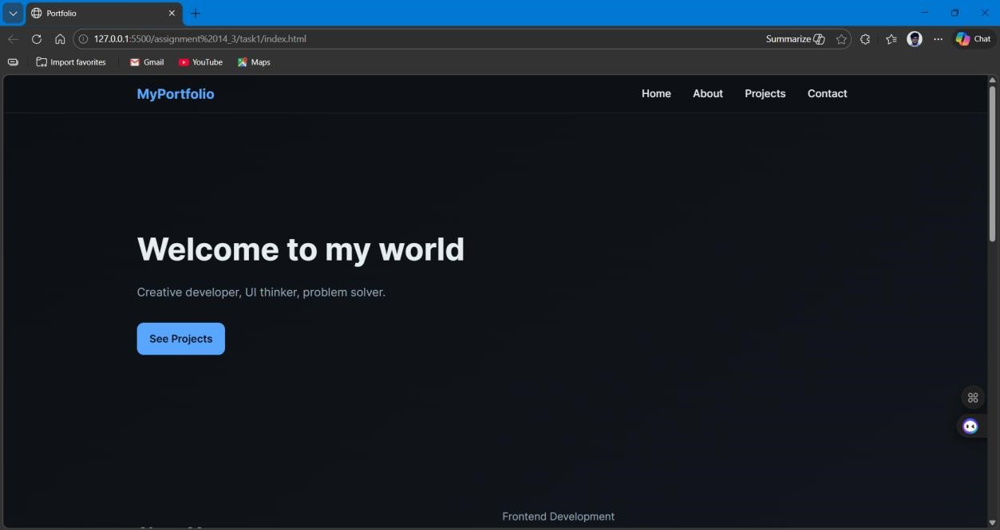 Portfolio
127.0.0.1:5500/assignment%2014_3/task1/index.html
Summarize
Chat
Import favorites
Gmail
YouTube
Maps
MyPortfolio
Home
About
Projects
Contact
Welcome to my world
Creative developer, UI thinker, problem solver.
See Projects
Frontend Development